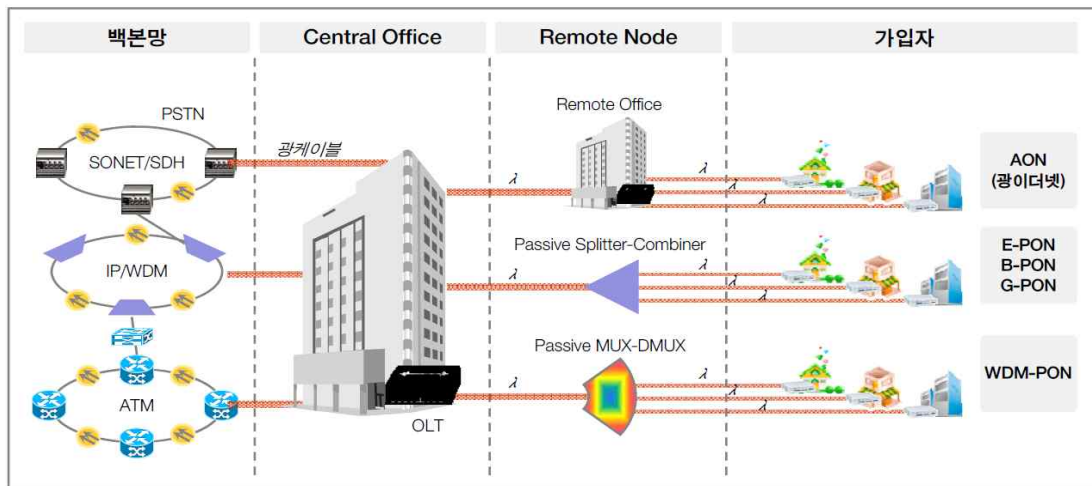 백본망
Central Office
Remote Node
가입자
PSTN
SONET/SDH
광케이블
IP/WDM
ATM
OLT
Remote Office
λ
λ
λ
λ
AON
(광이더넷)
Passive Splitter-Combiner
λ
λ
λ
λ
E-PON
B-PON
G-PON
Passive MUX-DMUX
λ
λ
λ
λ
WDM-PON